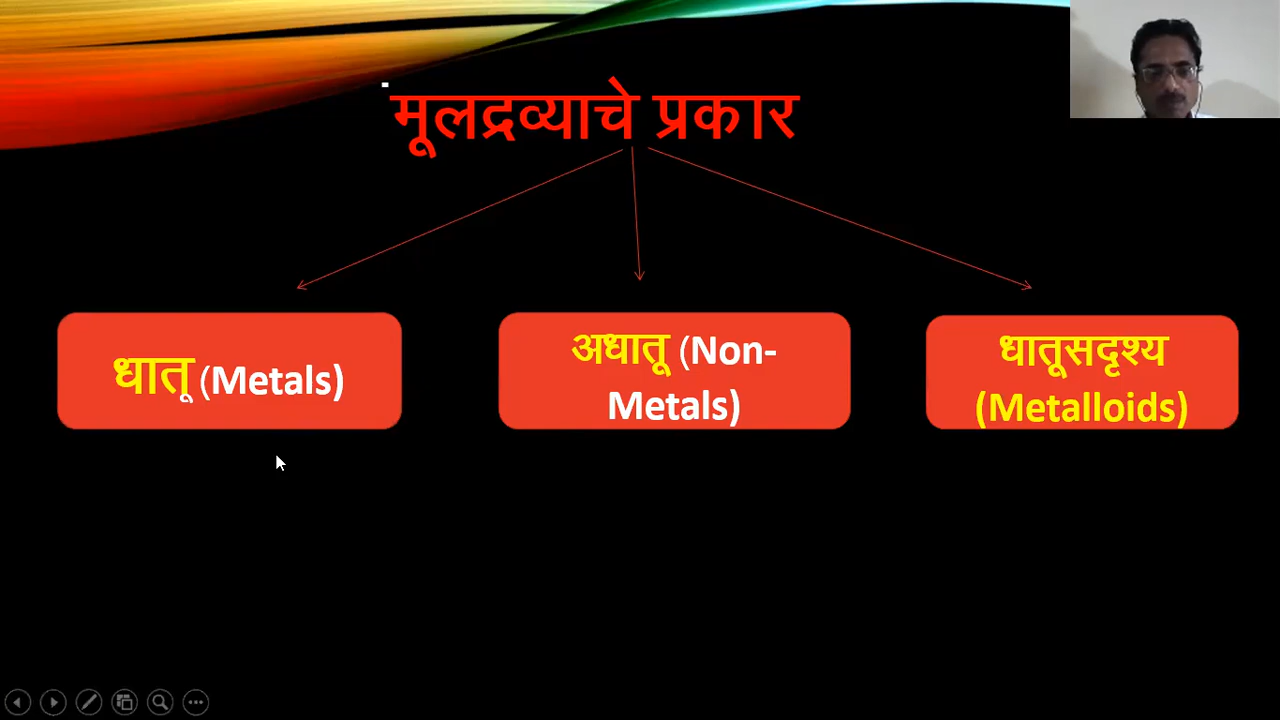 मूलद्रव्याचे प्रकार
धातू (Metals)
अधातू (Non-
Metals)
धातूसदृश्य
(Metalloids)